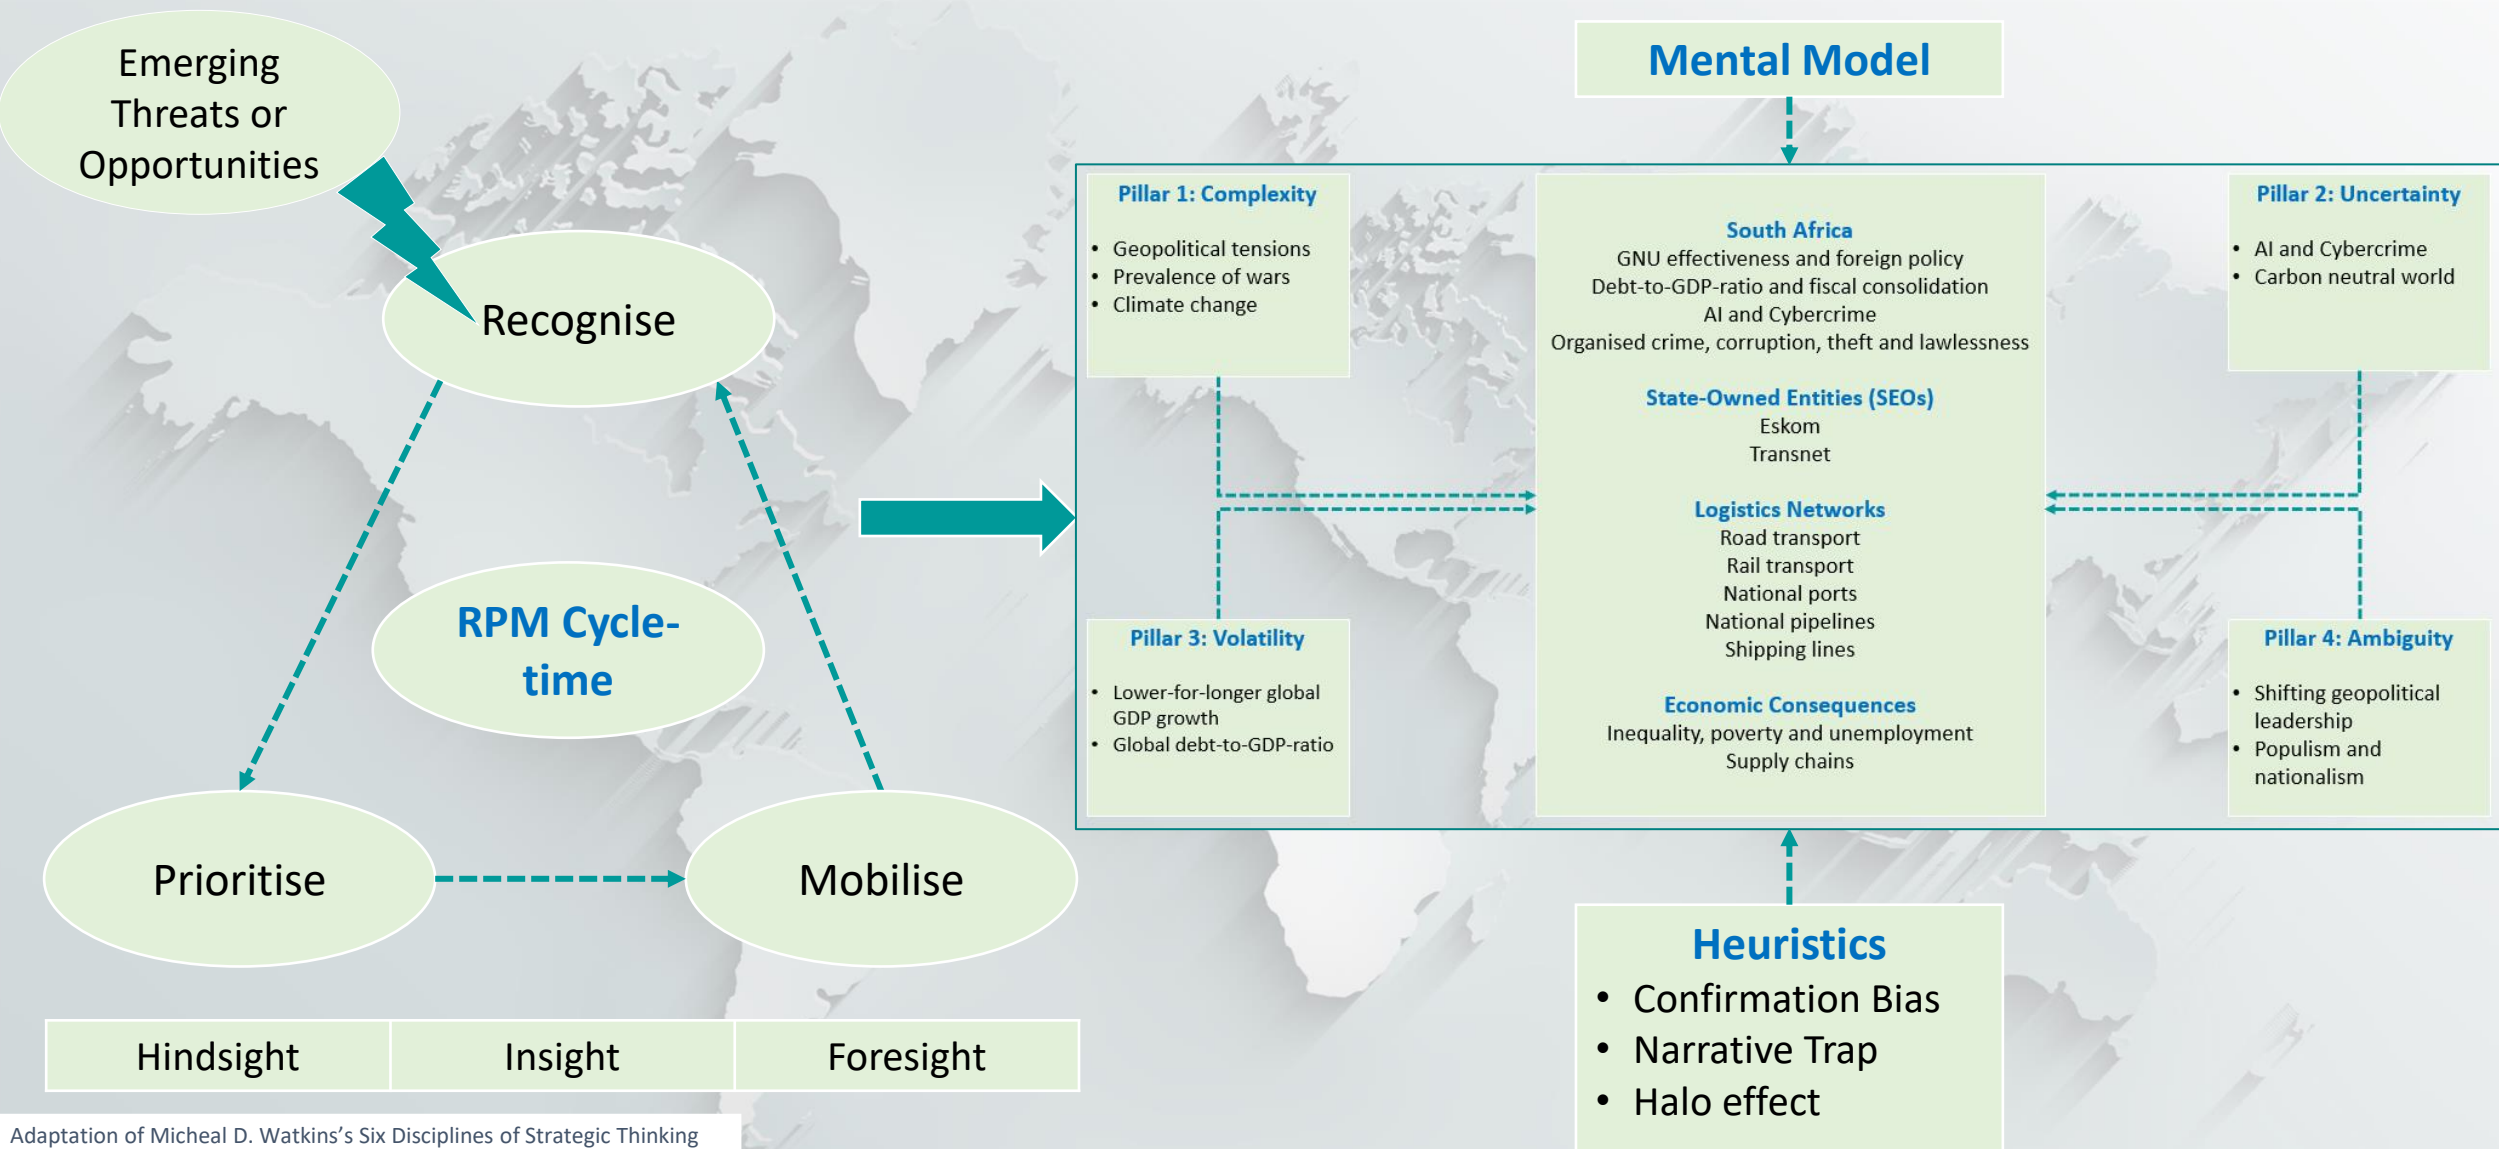 Emerging
Threats or
Opportunities
Recognise
RPM Cycle-
time
Prioritise
Mobilise
Hindsight
Insight
Foresight
Adaptation of Micheal D. Watkins's Six Disciplines of Strategic Thinking
Mental Model
Pillar 1: Complexity
• Geopolitical tensions
• Prevalence of wars
• Climate change
South Africa
GNU effectiveness and foreign policy
Debt-to-GDP-ratio and fiscal consolidation
AI and Cybercrime
Organised crime, corruption, theft and lawlessness
State-Owned Entities (SEOs)
Eskom
Transnet
Logistics Networks
Road transport
Rail transport
National ports
National pipelines
Shipping lines
Economic Consequences
Inequality, poverty and unemployment
Supply chains
Pillar 2: Uncertainty
• AI and Cybercrime
• Carbon neutral world
Pillar 3: Volatility
• Lower-for-longer global
GDP growth
• Global debt-to-GDP-ratio
Pillar 4: Ambiguity
• Shifting geopolitical
leadership
• Populism and
nationalism
Heuristics
• Confirmation Bias
• Narrative Trap
• Halo effect